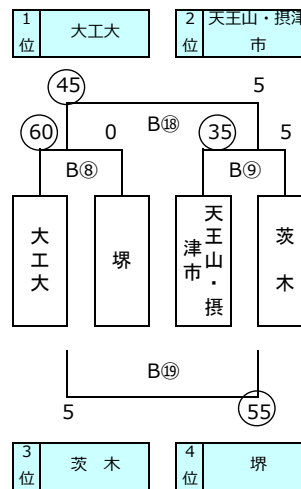 1位 大工大 2位 天王山・摂津市
45 5
B⑱
60 0 35 5
B⑧ B⑨
大工大 堺 天王山・摂津市 茨木
B⑲
5 55
3位 茨 木 4位 堺